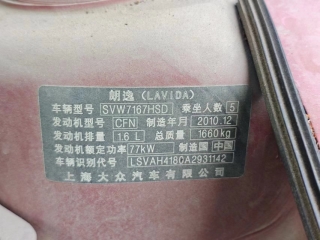 朗逸 (LAVIDA)
车辆型号 SVW7167HSD 乘坐人数 5
发动机型号 CFN 制造年月 2010.12
发动机排量 1.6 L 总质量 1660kg
发动机额定功率 77kW 制造国 中国
车辆识别代号 LSVAH4180A2931142
上海大众汽车有限公司